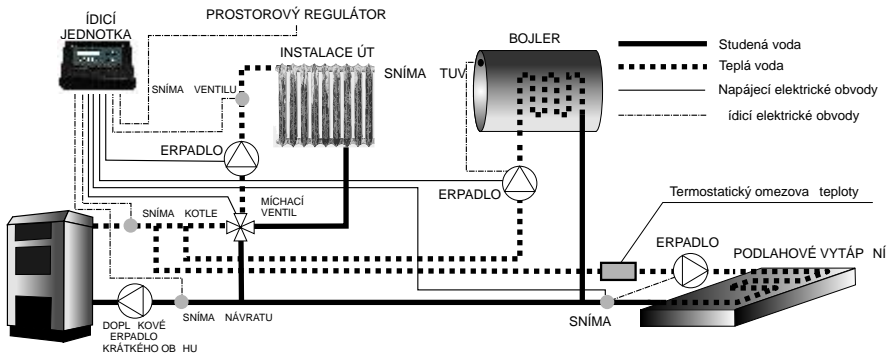 PROSTOROVÝ REGULÁTOR
ÍDICÍ
JEDNOTKA
INSTALACE ÚT
BOJLER
SNÍMA VENTILU
SNÍMA TUV
Studená voda
Teplá voda
Napájecí elektrické obvody
ídicí elektrické obvody
ERPADLO
ERPADLO
MÍCHACÍ
VENTIL
SNÍMA KOTLE
Termostatický omezova teploty
ERPADLO
PODLAHOVÉ VYTÁP NÍ
SNÍMA NÁVRATU
SNÍMA
DOPL KOVÉ
ERPADLO
KRÁTKÉHO OB HU